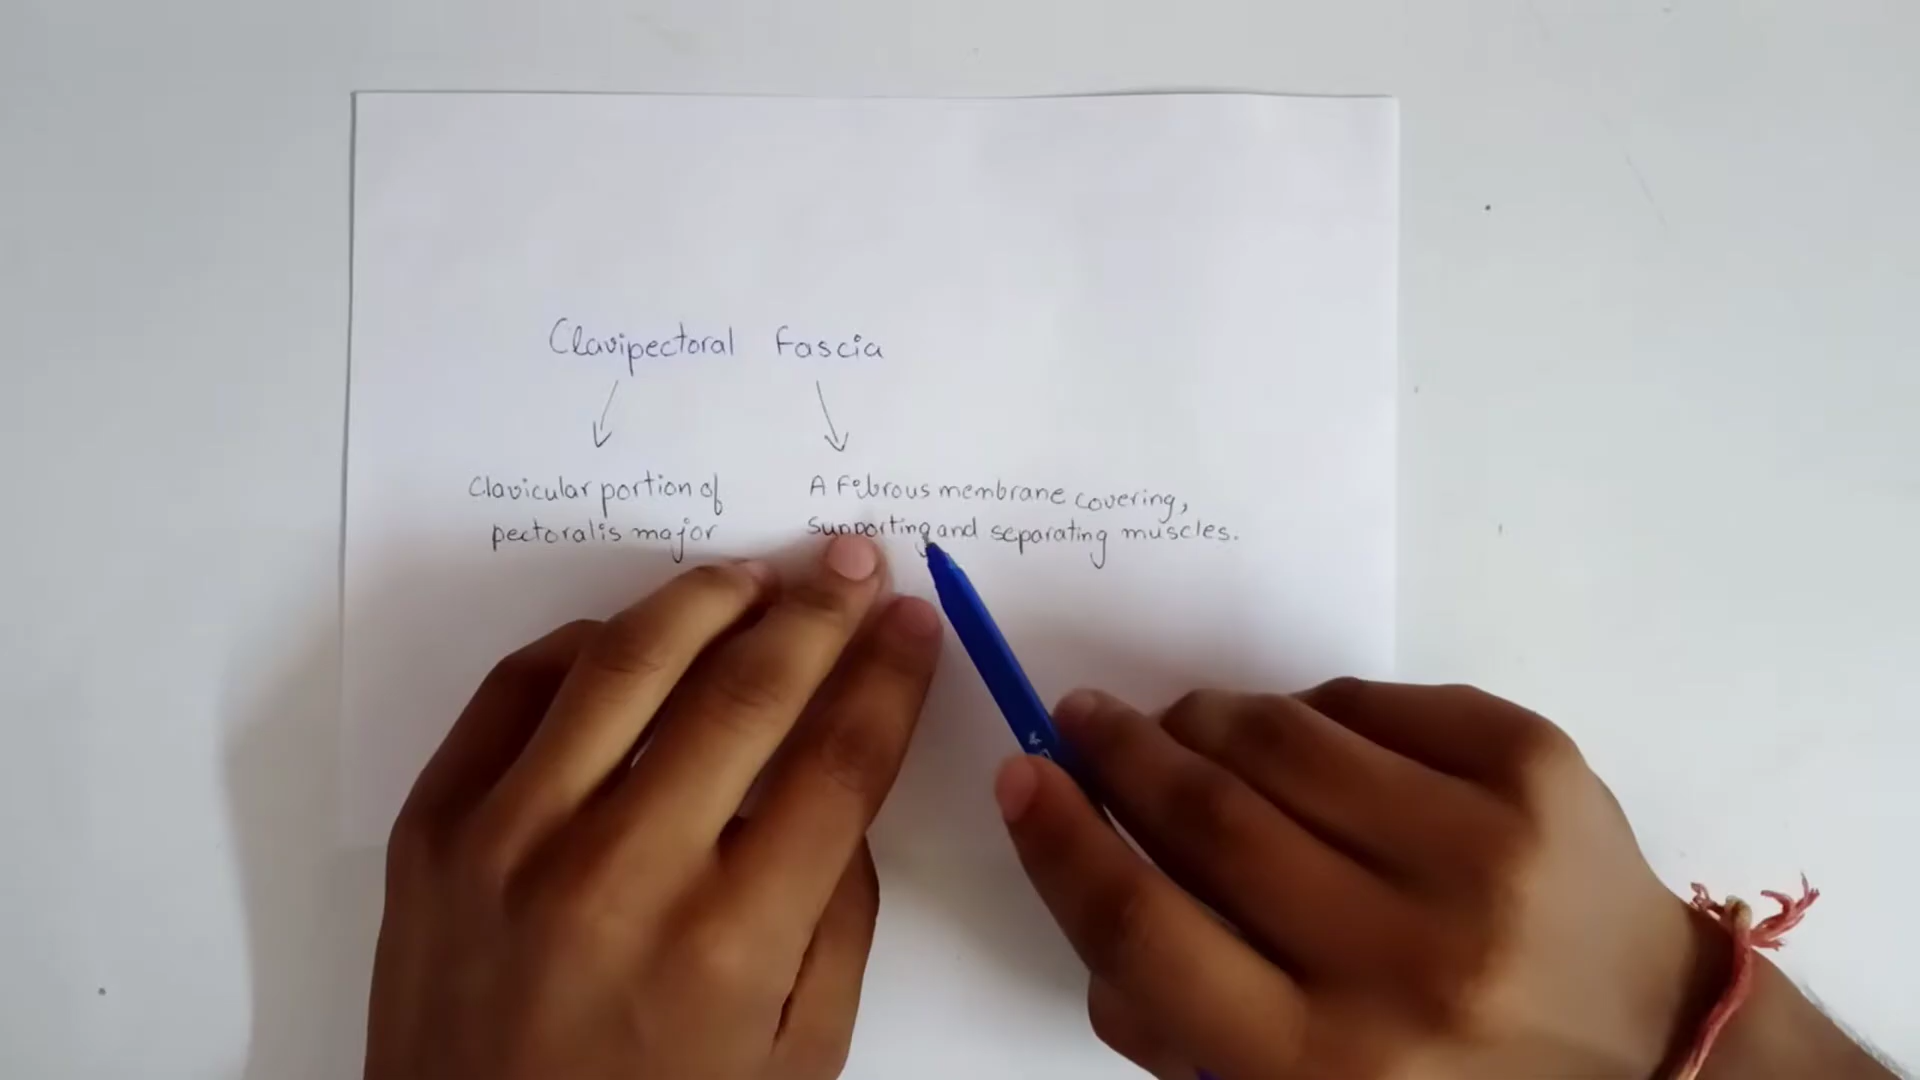 Clavipectoral Fascia
Clavicular portion of
pectoralis major
A Fibrous membrane covering,
Supporting and separating muscles.